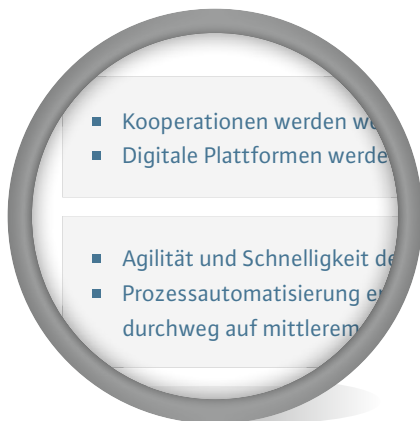 Kooperationen werden
Digitale Plattformen
Agilität und Schnelligkeit
Prozessautomatisierung
durchweg auf mittlerem